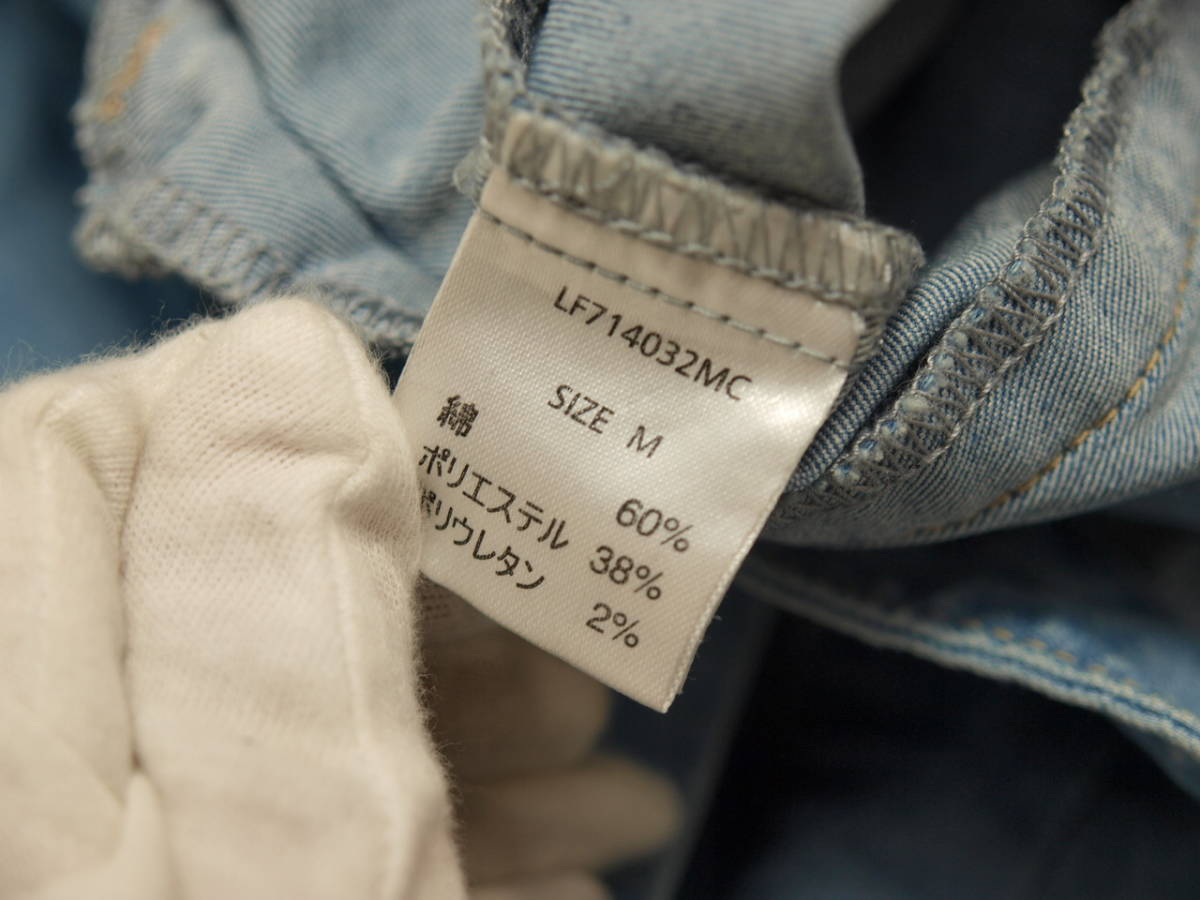 LF714032MC
SIZE M
綿 60%
ポリエステル 38%
ポリウレタン 2%